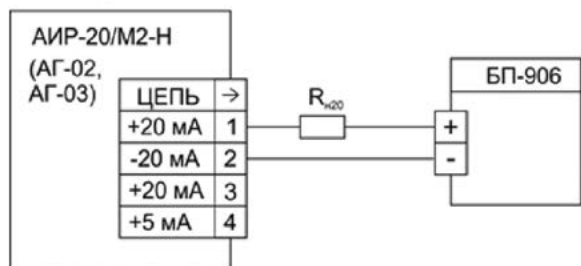 АИР-20/М2-Н
(АГ-02,
АГ-03)
ЦЕПЬ →
+20 мА 1
-20 мА 2
+20 мА 3
+5 мА 4
Rн20
БП-906
+
-